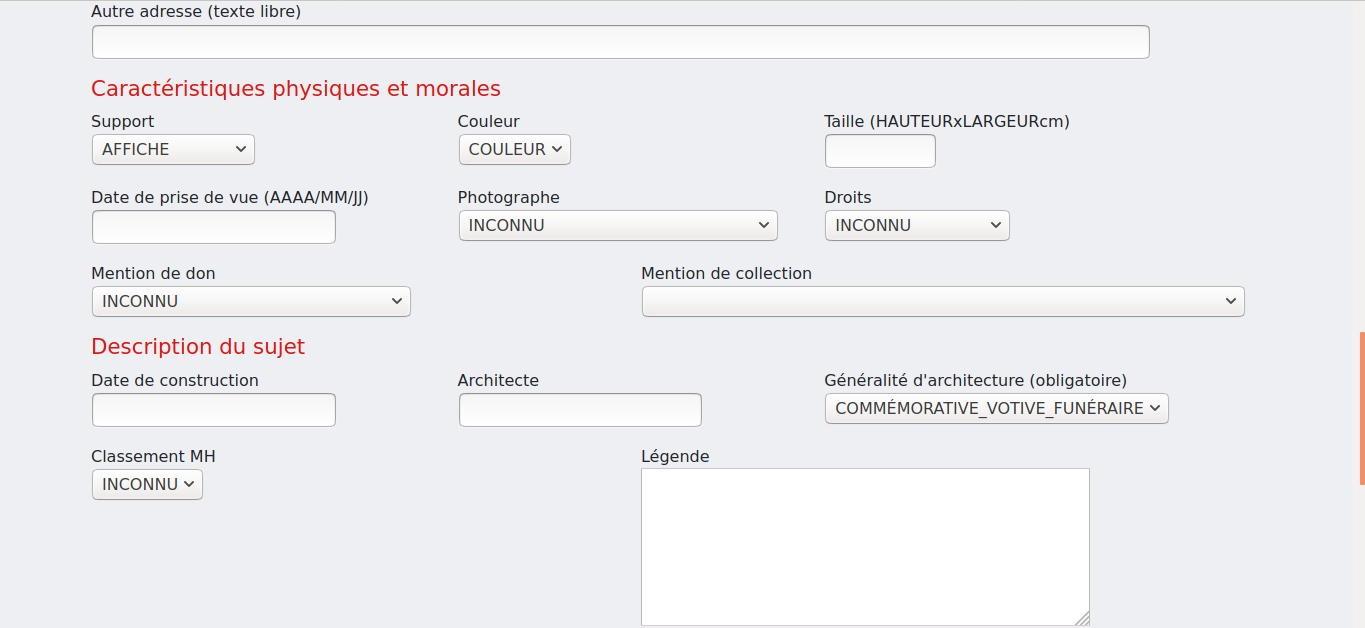 Autre adresse (texte libre)
Caractéristiques physiques et morales
Support
Couleur
Taille (HAUTEURxLARGEURcm)
AFFICHE
COULEUR
Date de prise de vue (AAAA/MM/JJ)
Photographe
Droits
INCONNU
INCONNU
Mention de don
Mention de collection
INCONNU
Description du sujet
Date de construction
Architecte
Généralité d'architecture (obligatoire)
COMMÉMORATIVE_VOTIVE_FUNÉRAIRE
Classement MH
Légende
INCONNU